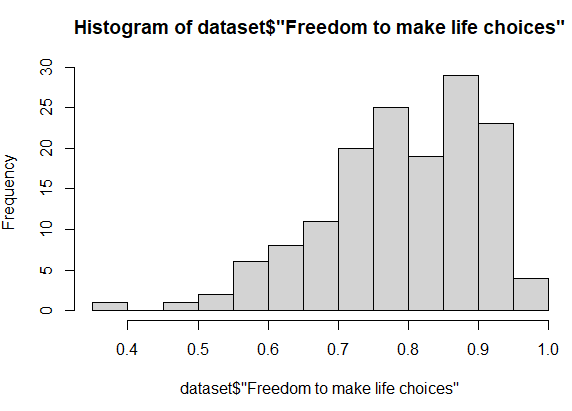 Histogram of dataset$"Freedom to make life choices"
Frequency
30
25
20
15
10
5
0
0.4 0.5 0.6 0.7 0.8 0.9 1.0
dataset$"Freedom to make life choices"